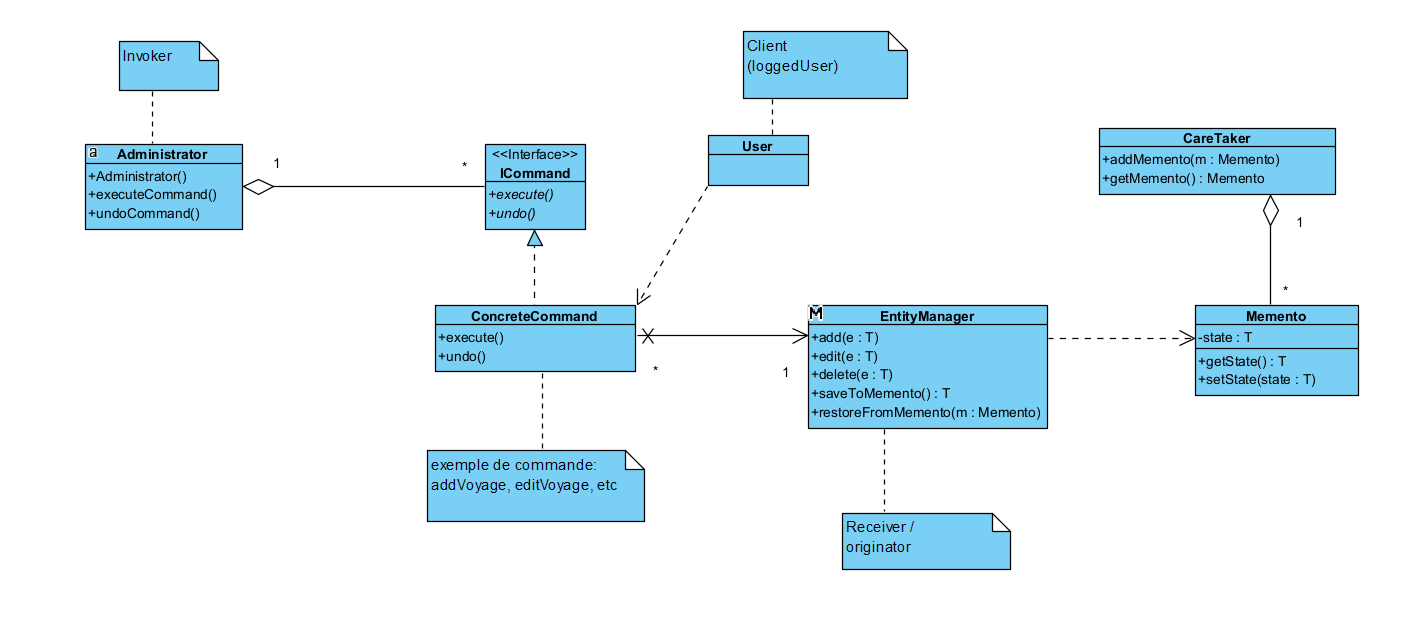 Invoker
a
Administrator
+Administrator()
+executeCommand()
+undoCommand()
1
*
<<Interface>>
ICommand
+execute()
+undo()
Client
(loggedUser)
User
CareTaker
+addMemento(m : Memento)
+getMemento() : Memento
1
*
ConcreteCommand
+execute()
+undo()
*
1
M
EntityManager
+add(e : T)
+edit(e : T)
+delete(e : T)
+saveToMemento() : T
+restoreFromMemento(m : Memento)
Memento
-state : T
+getState() : T
+setState(state : T)
exemple de commande:
addVoyage, editVoyage, etc
Receiver /
originator